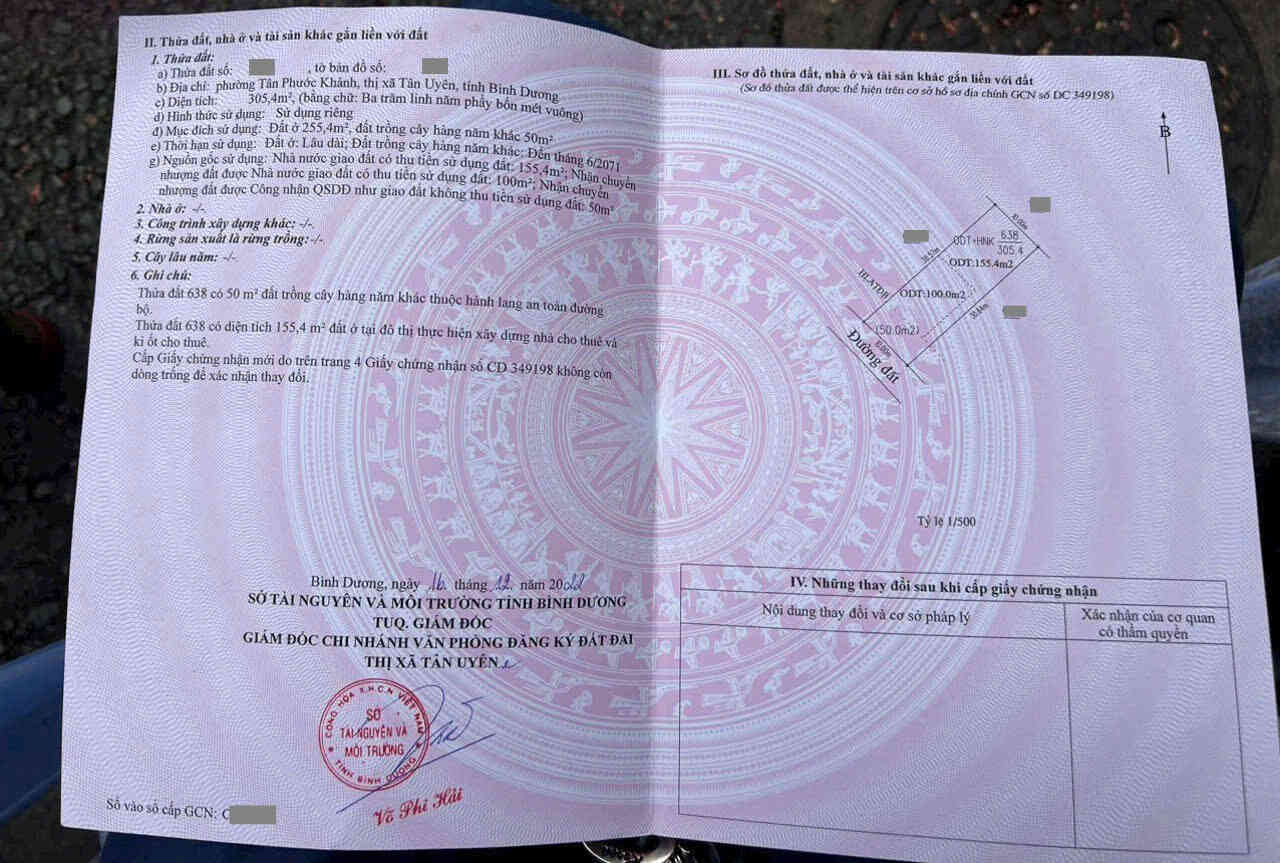 II. Thửa đất, nhà ở và tài sản khác gắn liền với đất
1. Thửa đất:
a) Thửa đất số: , tờ bản đồ số:
b) Địa chỉ: phường Tân Phước Khánh, thị xã Tân Uyên, tỉnh Bình Dương
c) Diện tích: 305,4m², (bằng chữ: Ba trăm linh năm phẩy bốn mét vuông)
d) Hình thức sử dụng: Sử dụng riêng
đ) Mục đích sử dụng: Đất ở 255,4m², đất trồng cây hàng năm khác 50m²
e) Thời hạn sử dụng: Đất ở: Lâu dài; Đất trồng cây hàng năm khác: Đến tháng 6/2071
g) Nguồn gốc sử dụng: Nhà nước giao đất có thu tiền sử dụng đất: 155,4m²; Nhận chuyển
nhượng đất được Nhà nước giao đất có thu tiền sử dụng đất: 100m²; Nhận chuyển
nhượng đất được Công nhận QSDĐ như giao đất không thu tiền sử dụng đất: 50m²
2. Nhà ở: -/-
3. Công trình xây dựng khác: -/-
4. Rừng sản xuất là rừng trồng: -/-
5. Cây lâu năm: -/-
6. Ghi chú:
Thửa đất 638 có 50 m² đất trồng cây hàng năm khác thuộc hành lang an toàn đường
bộ.
Thửa đất 638 có diện tích 155,4 m² đất ở tại đô thị thực hiện xây dựng nhà cho thuê và
ki ốt cho thuê.
Cấp Giấy chứng nhận mới do trên trang 4 Giấy chứng nhận số CD 349198 không còn
dòng trống để xác nhận thay đổi.
Bình Dương, ngày 16 tháng 12 năm 2022
SỞ TÀI NGUYÊN VÀ MÔI TRƯỜNG TỈNH BÌNH DƯƠNG
TUQ. GIÁM ĐỐC
GIÁM ĐỐC CHI NHÁNH VĂN PHÒNG ĐĂNG KÝ ĐẤT ĐAI
THỊ XÃ TÂN UYÊN
CỘNG HÒA X.H.C.N VIỆT NAM
SỞ
TÀI NGUYÊN VÀ
MÔI TRƯỜNG
TỈNH BÌNH DƯƠNG
Võ Phi Hải
Số vào sổ cấp GCN: C
III. Sơ đồ thửa đất, nhà ở và tài sản khác gắn liền với đất
(Sơ đồ thửa đất được thể hiện trên cơ sở hồ sơ địa chính GCN số DC 349198)
B
10.00m
ODT+HNK 638
305.4
ODT:155.4m2
HLATĐB
ODT:100.0m2
(50.0m2)
10.00m
Đường đất
Tỷ lệ 1/500
IV. Những thay đổi sau khi cấp giấy chứng nhận
Nội dung thay đổi và cơ sở pháp lý
Xác nhận của cơ quan
có thẩm quyền